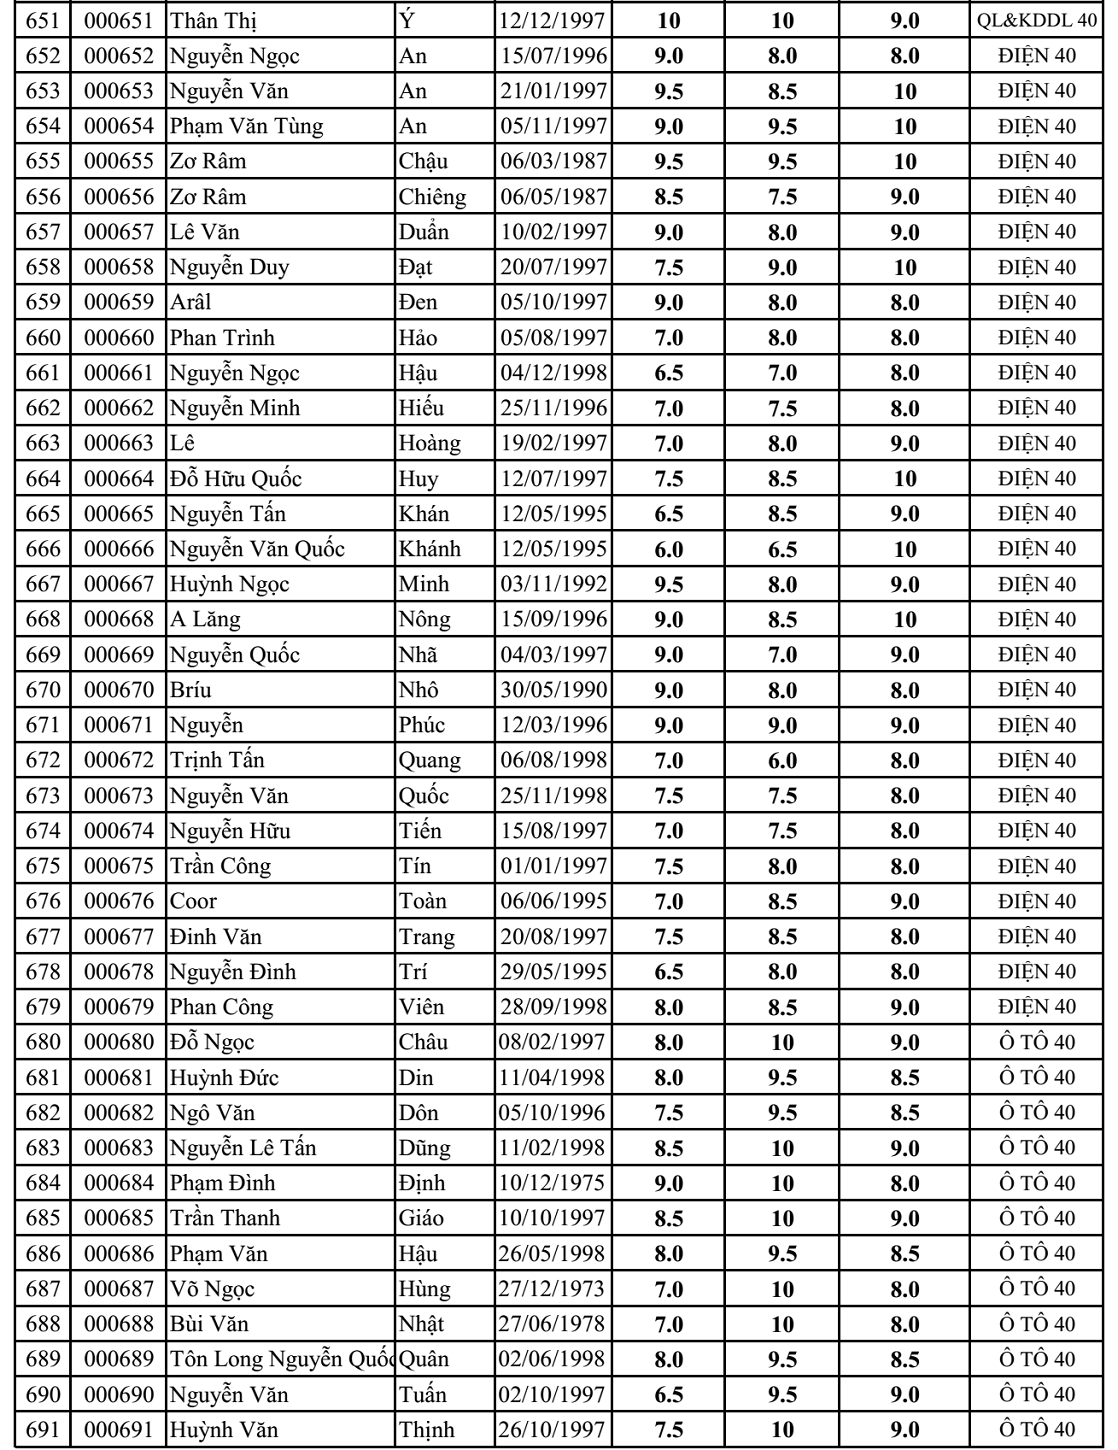 651 000651 Thân Thị Ý 12/12/1997 10 10 9.0 QL&KDDL 40
652 000652 Nguyễn Ngọc An 15/07/1996 9.0 8.0 8.0 ĐIỆN 40
653 000653 Nguyễn Văn An 21/01/1997 9.5 8.5 10 ĐIỆN 40
654 000654 Phạm Văn Tùng An 05/11/1997 9.0 9.5 10 ĐIỆN 40
655 000655 Zơ Râm Chậu 06/03/1987 9.5 9.5 10 ĐIỆN 40
656 000656 Zơ Râm Chiêng 06/05/1987 8.5 7.5 9.0 ĐIỆN 40
657 000657 Lê Văn Duẩn 10/02/1997 9.0 8.0 9.0 ĐIỆN 40
658 000658 Nguyễn Duy Đạt 20/07/1997 7.5 9.0 10 ĐIỆN 40
659 000659 Arâl Đen 05/10/1997 9.0 8.0 8.0 ĐIỆN 40
660 000660 Phan Trình Hảo 05/08/1997 7.0 8.0 8.0 ĐIỆN 40
661 000661 Nguyễn Ngọc Hậu 04/12/1998 6.5 7.0 8.0 ĐIỆN 40
662 000662 Nguyễn Minh Hiếu 25/11/1996 7.0 7.5 8.0 ĐIỆN 40
663 000663 Lê Hoàng 19/02/1997 7.0 8.0 9.0 ĐIỆN 40
664 000664 Đỗ Hữu Quốc Huy 12/07/1997 7.5 8.5 10 ĐIỆN 40
665 000665 Nguyễn Tấn Khán 12/05/1995 6.5 8.5 9.0 ĐIỆN 40
666 000666 Nguyễn Văn Quốc Khánh 12/05/1995 6.0 6.5 10 ĐIỆN 40
667 000667 Huỳnh Ngọc Minh 03/11/1992 9.5 8.0 9.0 ĐIỆN 40
668 000668 A Lăng Nông 15/09/1996 9.0 8.5 10 ĐIỆN 40
669 000669 Nguyễn Quốc Nhã 04/03/1997 9.0 7.0 9.0 ĐIỆN 40
670 000670 Bríu Nhô 30/05/1990 9.0 8.0 8.0 ĐIỆN 40
671 000671 Nguyễn Phúc 12/03/1996 9.0 9.0 9.0 ĐIỆN 40
672 000672 Trịnh Tấn Quang 06/08/1998 7.0 6.0 8.0 ĐIỆN 40
673 000673 Nguyễn Văn Quốc 25/11/1998 7.5 7.5 8.0 ĐIỆN 40
674 000674 Nguyễn Hữu Tiến 15/08/1997 7.0 7.5 8.0 ĐIỆN 40
675 000675 Trần Công Tín 01/01/1997 7.5 8.0 8.0 ĐIỆN 40
676 000676 Coor Toàn 06/06/1995 7.0 8.5 9.0 ĐIỆN 40
677 000677 Đinh Văn Trang 20/08/1997 7.5 8.5 8.0 ĐIỆN 40
678 000678 Nguyễn Đình Trí 29/05/1995 6.5 8.0 8.0 ĐIỆN 40
679 000679 Phan Công Viên 28/09/1998 8.0 8.5 9.0 ĐIỆN 40
680 000680 Đỗ Ngọc Châu 08/02/1997 8.0 10 9.0 Ô TÔ 40
681 000681 Huỳnh Đức Din 11/04/1998 8.0 9.5 8.5 Ô TÔ 40
682 000682 Ngô Văn Dôn 05/10/1996 7.5 9.5 8.5 Ô TÔ 40
683 000683 Nguyễn Lê Tấn Dũng 11/02/1998 8.5 10 9.0 Ô TÔ 40
684 000684 Phạm Đình Định 10/12/1975 9.0 10 8.0 Ô TÔ 40
685 000685 Trần Thanh Giáo 10/10/1997 8.5 10 9.0 Ô TÔ 40
686 000686 Phạm Văn Hậu 26/05/1998 8.0 9.5 8.5 Ô TÔ 40
687 000687 Võ Ngọc Hùng 27/12/1973 7.0 10 8.0 Ô TÔ 40
688 000688 Bùi Văn Nhật 27/06/1978 7.0 10 8.0 Ô TÔ 40
689 000689 Tôn Long Nguyễn Quốc Quân 02/06/1998 8.0 9.5 8.5 Ô TÔ 40
690 000690 Nguyễn Văn Tuấn 02/10/1997 6.5 9.5 9.0 Ô TÔ 40
691 000691 Huỳnh Văn Thịnh 26/10/1997 7.5 10 9.0 Ô TÔ 40